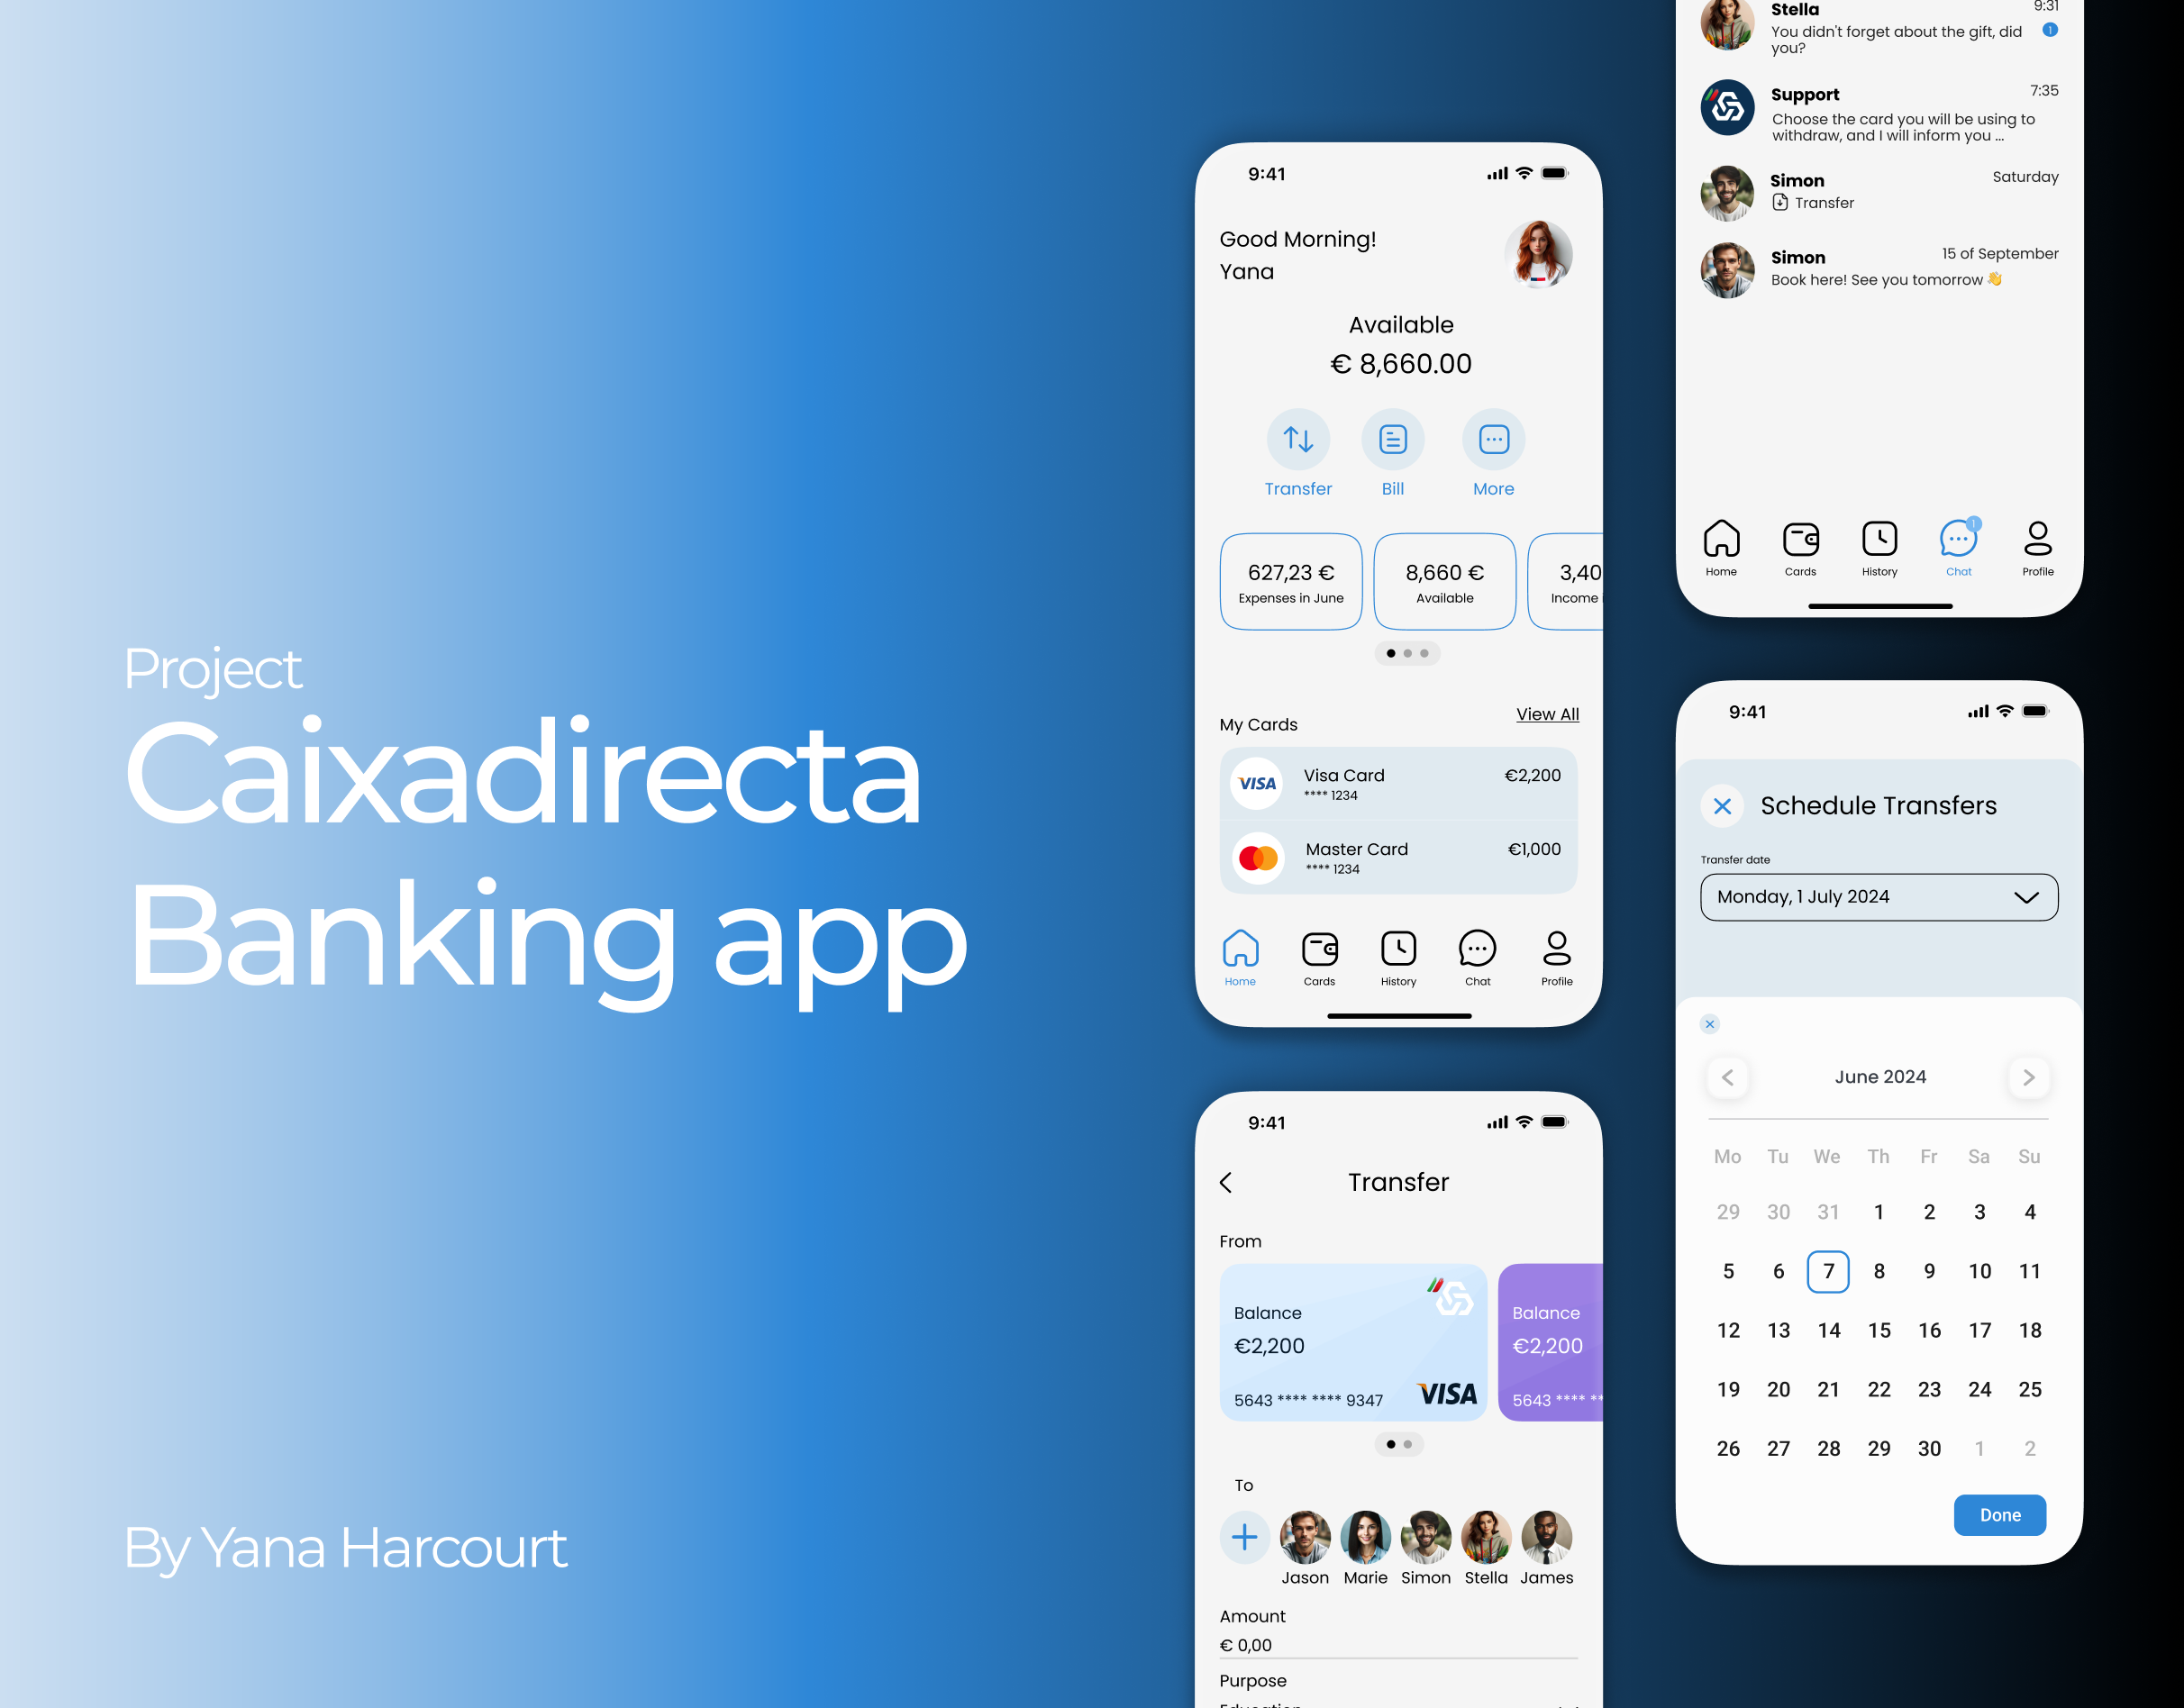 Project
Caixadirecta
Banking app
By Yana Harcourt
9:41
Good Morning!
Yana
Available
€ 8,660.00
Transfer
Bill
More
627,23 €
Expenses in June
8,660 €
Available
3,40
Income
My Cards
View All
VISA
Visa Card
**** 1234
€2,200
Master Card
**** 1234
€1,000
Home
Cards
History
Chat
Profile
9:41
Transfer
From
Balance
€2,200
5643 **** **** 9347
VISA
Balance
€2,200
5643 **** **
To
Jason
Marie
Simon
Stella
James
Amount
€ 0,00
Purpose
Stella
9:31
You didn't forget about the gift, did
you?
1
Support
7:35
Choose the card you will be using to
withdraw, and I will inform you ...
Simon
Saturday
Transfer
Simon
15 of September
Book here! See you tomorrow 👋
1
Home
Cards
History
Chat
Profile
9:41
Schedule Transfers
Transfer date
Monday, 1 July 2024
June 2024
Mo Tu We Th Fr Sa Su
29 30 31 1 2 3 4
5 6 7 8 9 10 11
12 13 14 15 16 17 18
19 20 21 22 23 24 25
26 27 28 29 30 1 2
Done